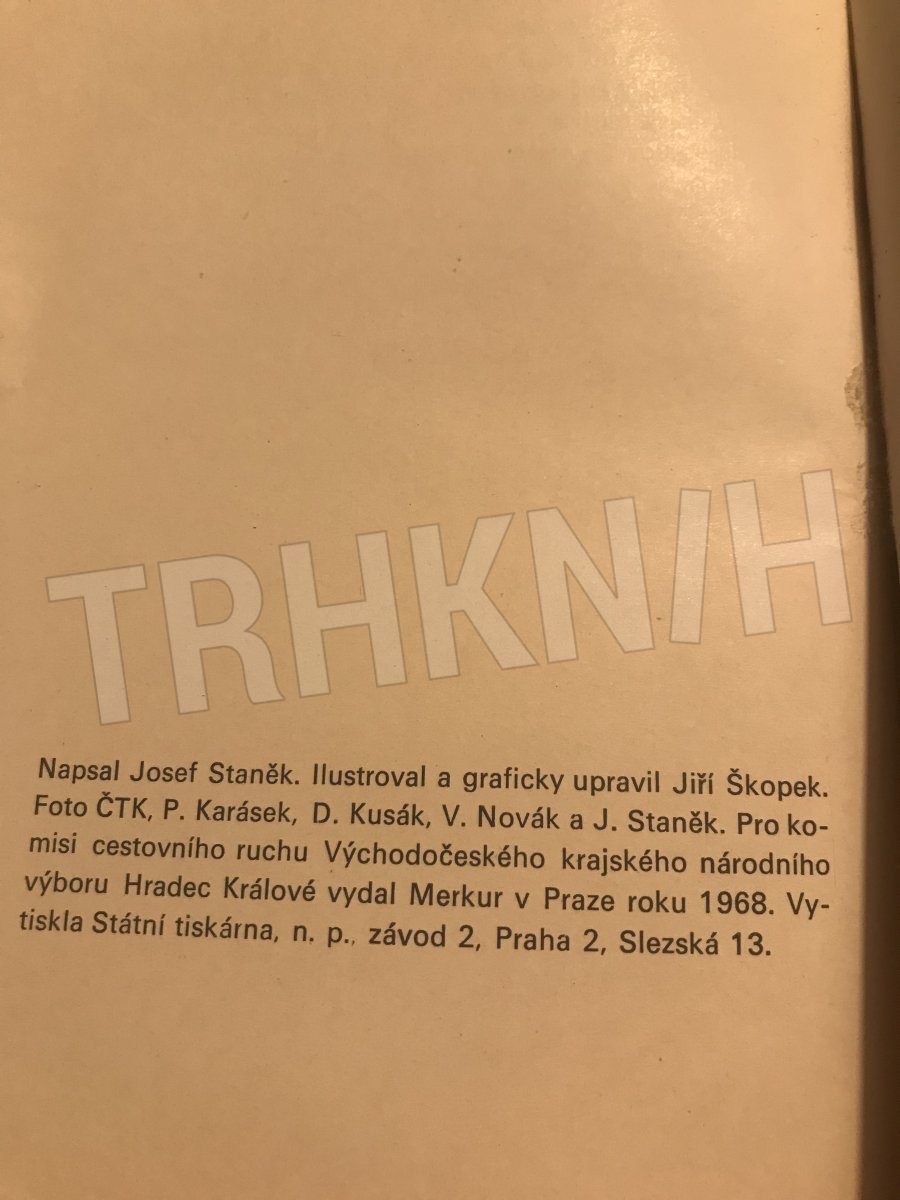 TRHKNIH
Napsal Josef Staněk. Ilustroval a graficky upravil Jiří Škopek.
Foto ČTK, P. Karásek, D. Kusák, V. Novák a J. Staněk. Pro ko-
misi cestovního ruchu Východočeského krajského národního
výboru Hradec Králové vydal Merkur v Praze roku 1968. Vy-
tiskla Státní tiskárna, n. p., závod 2, Praha 2, Slezská 13.